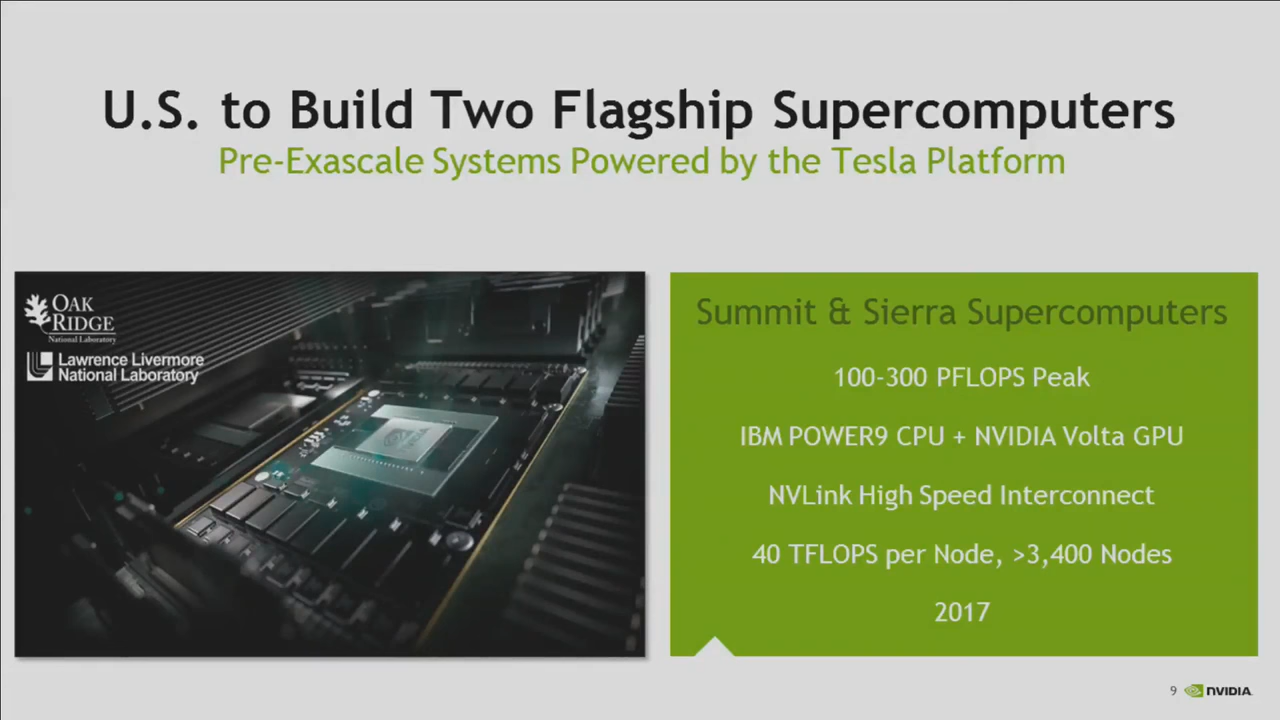 U.S. to Build Two Flagship Supercomputers
Pre-Exascale Systems Powered by the Tesla Platform
OAK
RIDGE
National Laboratory
Lawrence Livermore
National Laboratory
Summit & Sierra Supercomputers
100-300 PFLOPS Peak
IBM POWER9 CPU + NVIDIA Volta GPU
NVLink High Speed Interconnect
40 TFLOPS per Node, >3,400 Nodes
2017
9 NVIDIA.